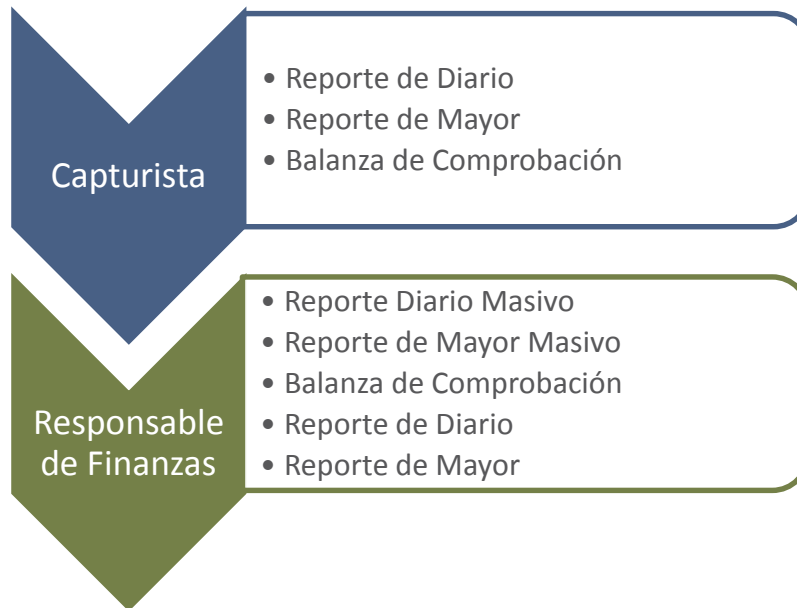 Capturista
• Reporte de Diario
• Reporte de Mayor
• Balanza de Comprobación
Responsable
de Finanzas
• Reporte Diario Masivo
• Reporte de Mayor Masivo
• Balanza de Comprobación
• Reporte de Diario
• Reporte de Mayor